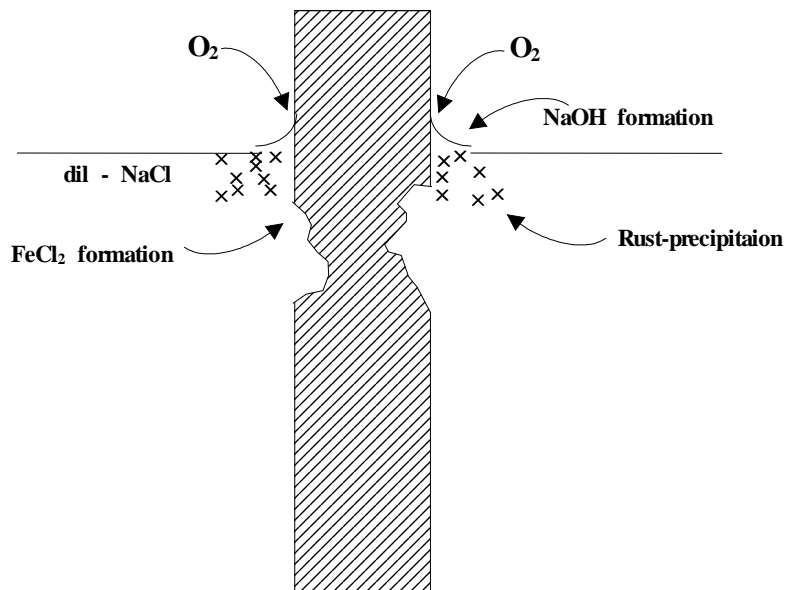 O₂
O₂
NaOH formation
dil - NaCl
Rust-precipitaion
FeCl₂ formation